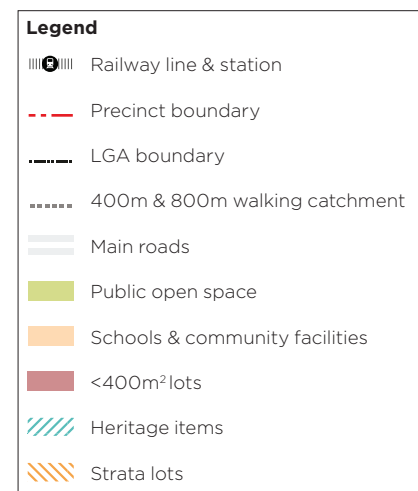 Legend
Railway line & station
Precinct boundary
LGA boundary
400m & 800m walking catchment
Main roads
Public open space
Schools & community facilities
<400m² lots
Heritage items
Strata lots